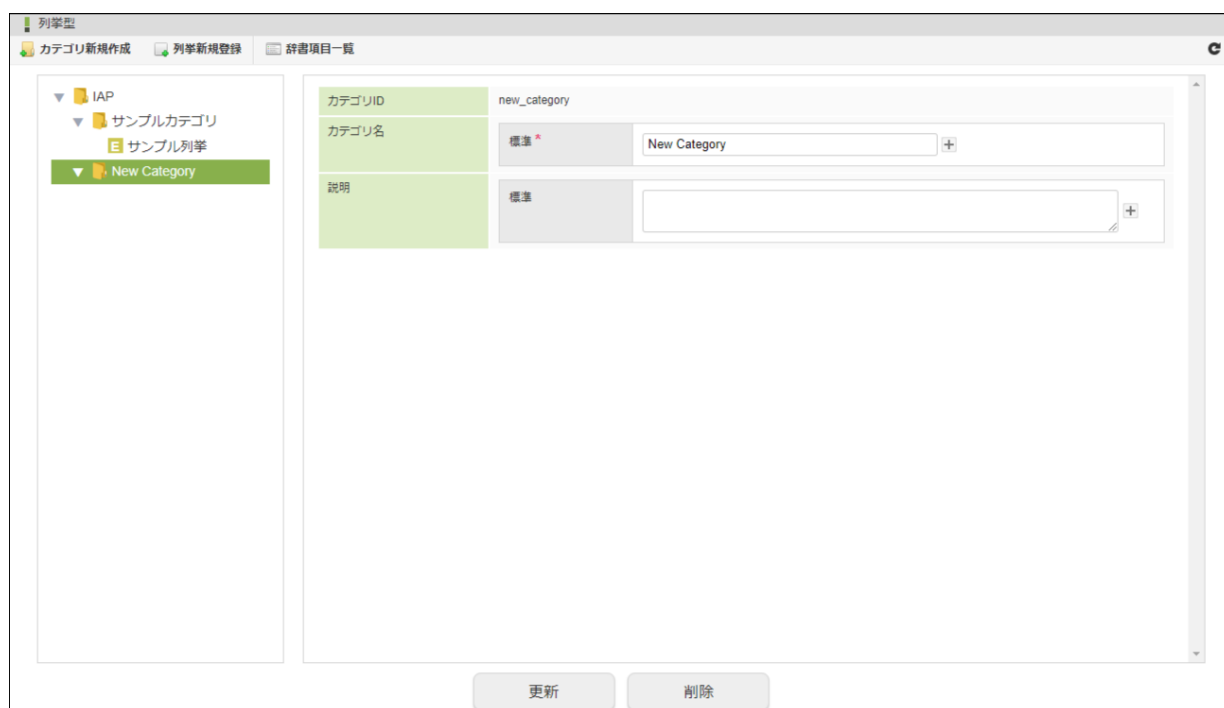 列挙型
カテゴリ新規作成 列挙新規登録 辞書項目一覧
IAP
サンプルカテゴリ
E サンプル列挙
New Category
カテゴリID new_category
カテゴリ名 標準 * New Category
説明 標準
更新 削除